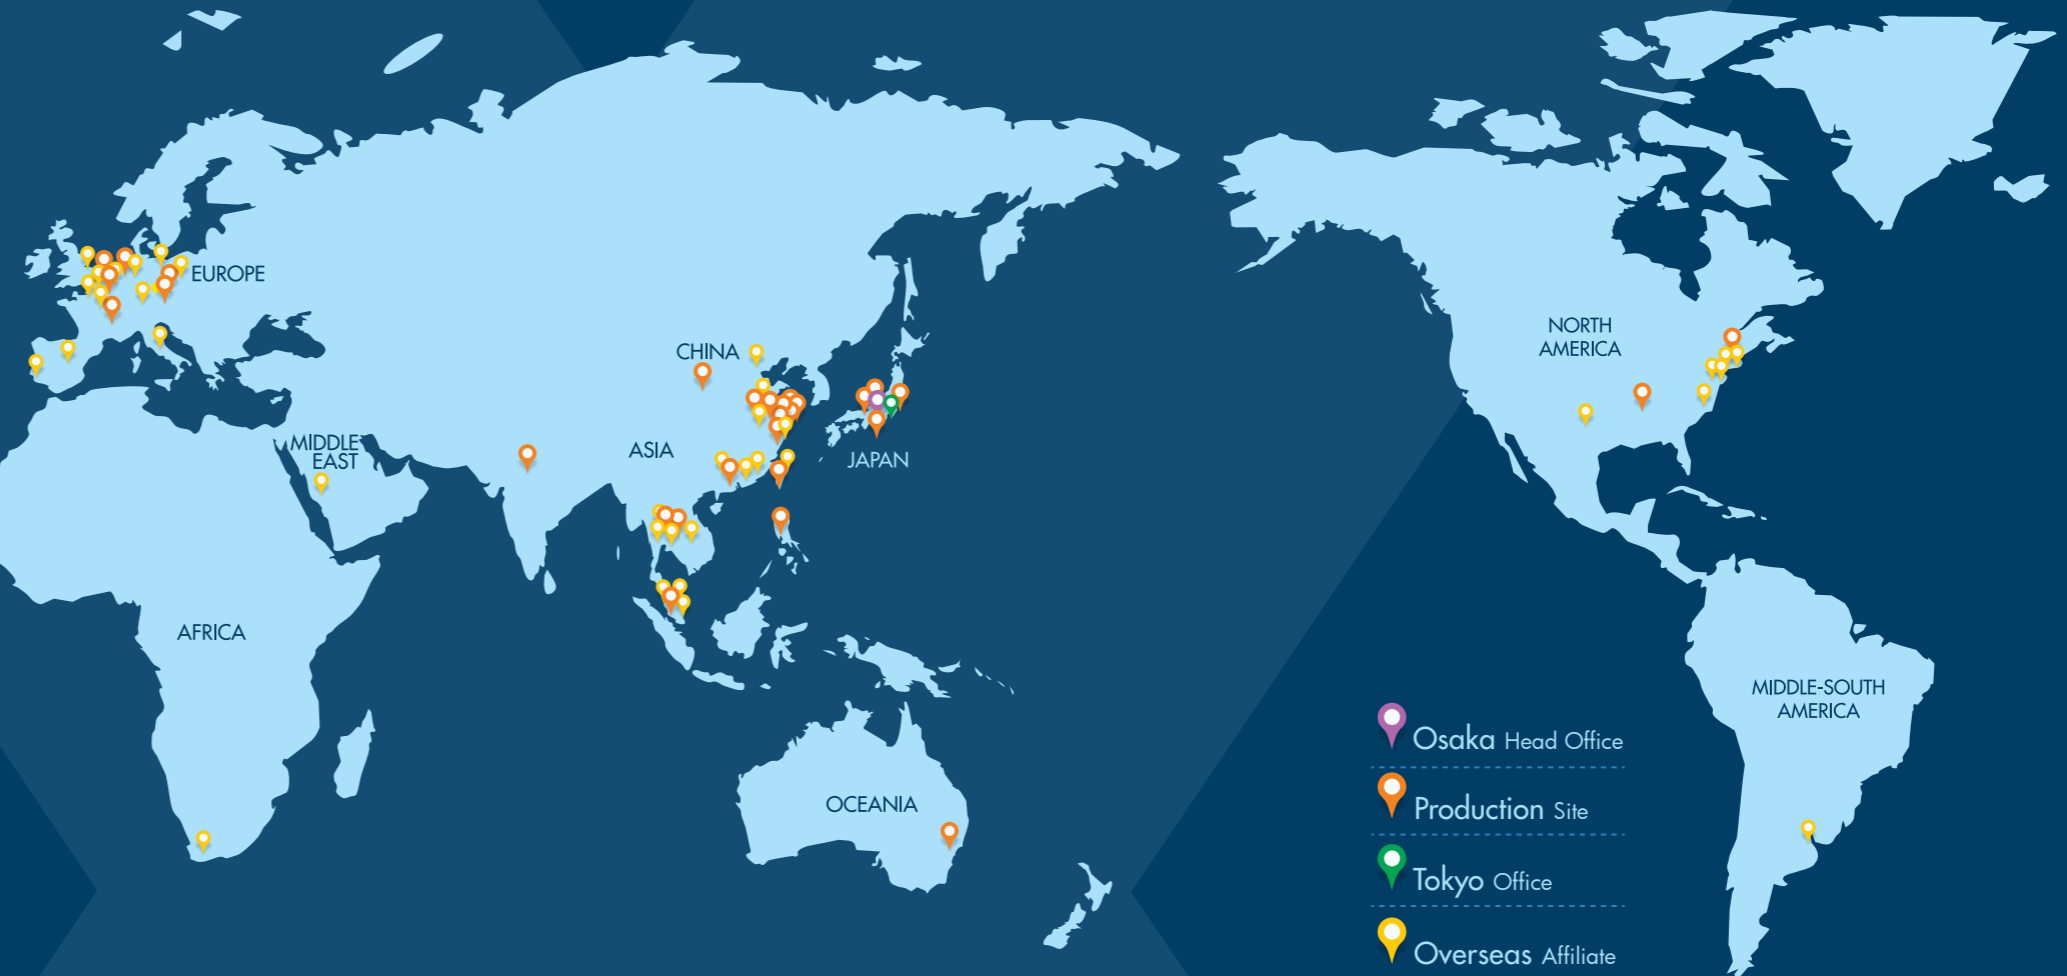 EUROPE
CHINA
NORTH
AMERICA
MIDDLE
EAST
ASIA
JAPAN
AFRICA
MIDDLE-SOUTH
AMERICA
OCEANIA
Osaka Head Office
Production Site
Tokyo Office
Overseas Affiliate